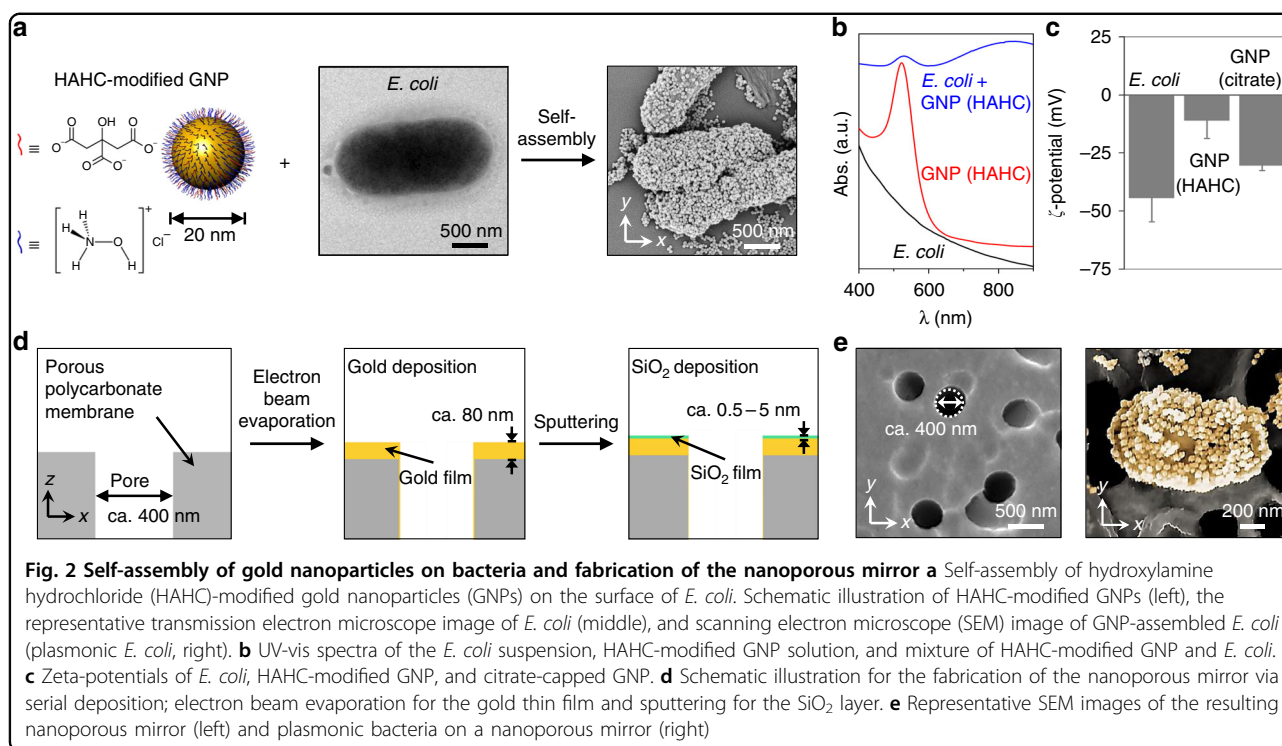 a
HAHC-modified GNP
OH
O
O
O⁻
O⁻
O
O⁻
≡
20 nm
≡
H
H
N
O
H
H
+
Cl⁻
+
E. coli
500 nm
Self-
assembly
y
x
500 nm
b
E. coli +
GNP (HAHC)
GNP (HAHC)
E. coli
Abs. (a.u.)
400
600
800
λ (nm)
c
25
0
−25
−50
−75
ζ-potential (mV)
E. coli
GNP
(HAHC)
GNP
(citrate)
d
Porous
polycarbonate
membrane
Pore
ca. 400 nm
z
x
Electron
beam
evaporation
Gold deposition
ca. 80 nm
Gold film
Sputtering
SiO₂ deposition
ca. 0.5–5 nm
SiO₂ film
e
ca. 400 nm
y
x
500 nm
y
x
200 nm
Fig. 2 Self-assembly of gold nanoparticles on bacteria and fabrication of the nanoporous mirror a Self-assembly of hydroxylamine
hydrochloride (HAHC)-modified gold nanoparticles (GNPs) on the surface of E. coli. Schematic illustration of HAHC-modified GNPs (left), the
representative transmission electron microscope image of E. coli (middle), and scanning electron microscope (SEM) image of GNP-assembled E. coli
(plasmonic E. coli, right). b UV-vis spectra of the E. coli suspension, HAHC-modified GNP solution, and mixture of HAHC-modified GNP and E. coli.
c Zeta-potentials of E. coli, HAHC-modified GNP, and citrate-capped GNP. d Schematic illustration for the fabrication of the nanoporous mirror via
serial deposition; electron beam evaporation for the gold thin film and sputtering for the SiO₂ layer. e Representative SEM images of the resulting
nanoporous mirror (left) and plasmonic bacteria on a nanoporous mirror (right)